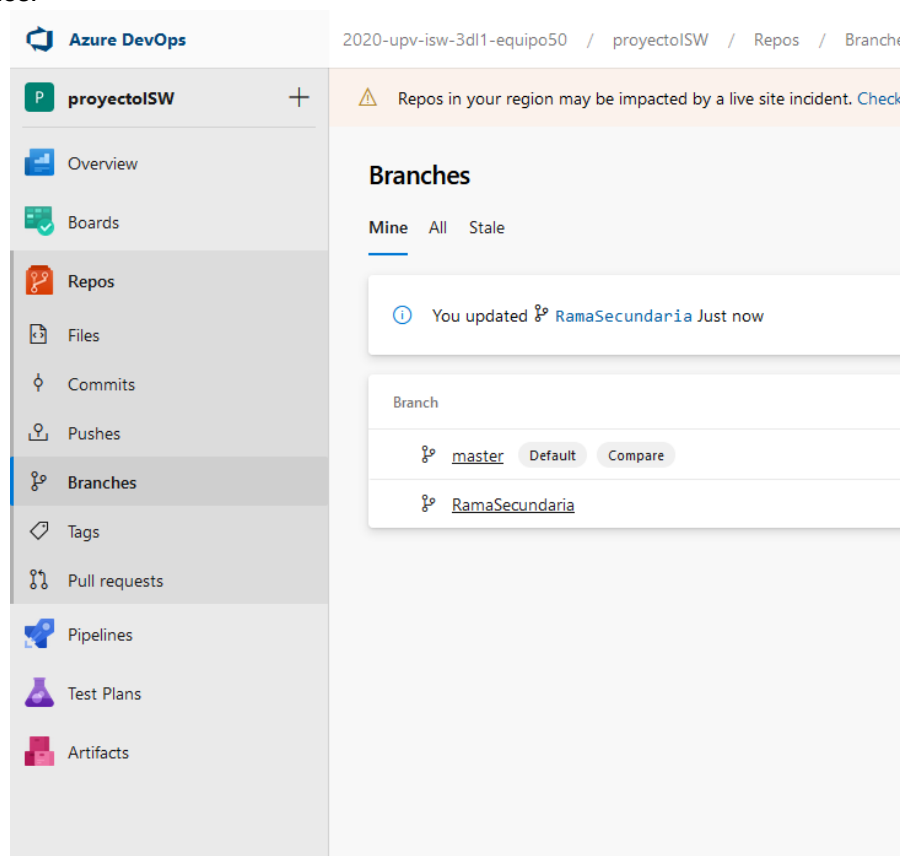 Azure DevOps
2020-upv-isw-3dl1-equipo50 / proyectoISW / Repos / Branche
P proyectoISW
Repos in your region may be impacted by a live site incident. Check
Overview
Boards
Repos
Files
Commits
Pushes
Branches
Tags
Pull requests
Pipelines
Test Plans
Artifacts
Branches
Mine All Stale
You updated RamaSecundaria Just now
Branch
master Default Compare
RamaSecundaria